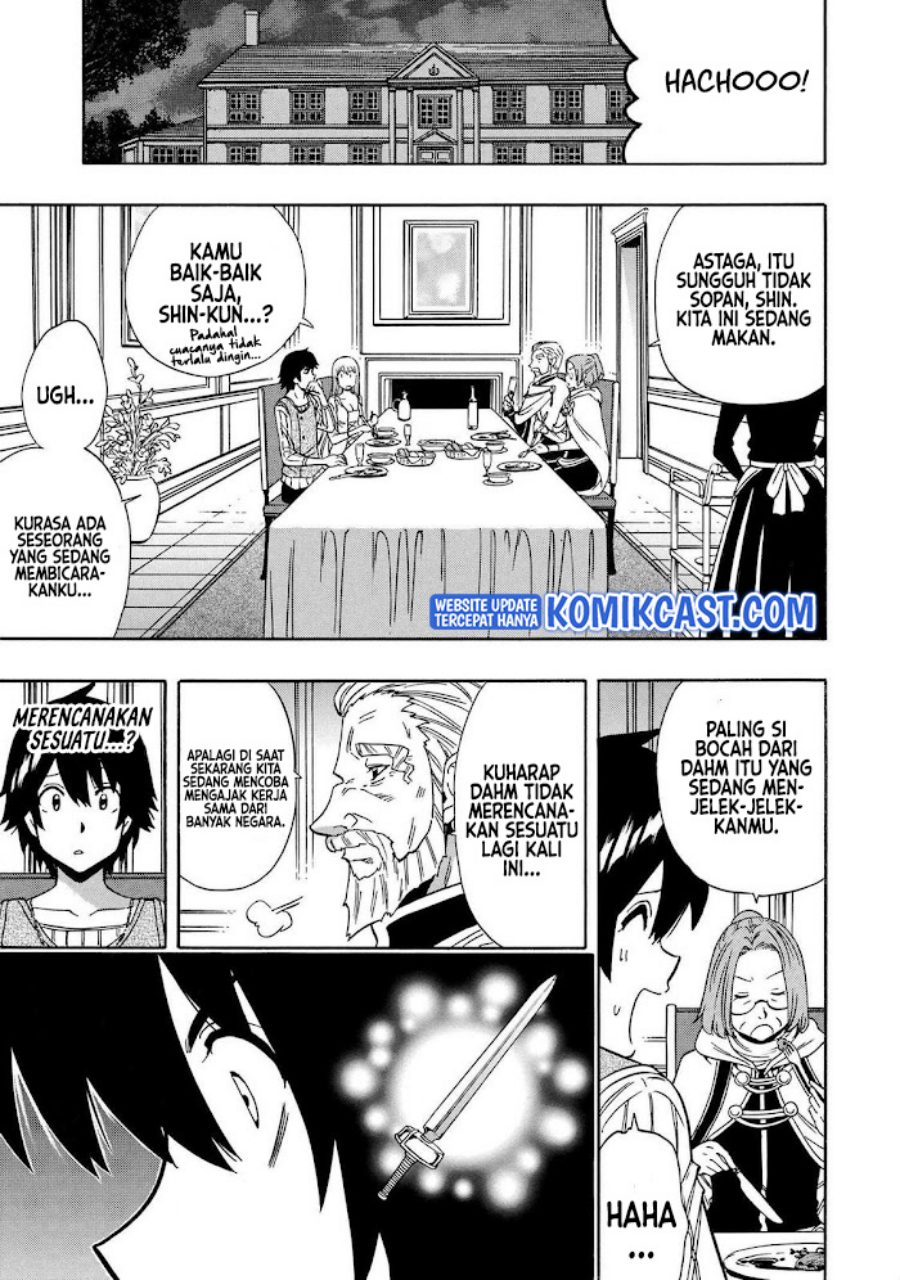 HACHOOO!
ASTAGA, ITU
SUNGGUH TIDAK
SOPAN, SHIN.
KITA INI SEDANG
MAKAN.
KAMU
BAIK-BAIK
SAJA,
SHIN-KUN...?
Padahal
cuacanya tidak
terlalu dingin...
UGH...
KURASA ADA
SESEORANG
YANG SEDANG
MEMBICARA-
KANKU...
WEBSITE UPDATE
TERCEPAT HANYA
KOMIKCAST.COM
PALING SI
BOCAH DARI
DAHM ITU YANG
SEDANG MEN-
JELEK-JELEK-
KANMU.
HAHA
...
KUHARAP
DAHM TIDAK
MERENCANA-
KAN SESUATU
LAGI KALI
INI...
APALAGI DI SAAT
SEKARANG KITA
SEDANG MENCOBA
MENGAJAK KERJA
SAMA DARI
BANYAK NEGARA.
MERENCANAKAN
SESUATU...?